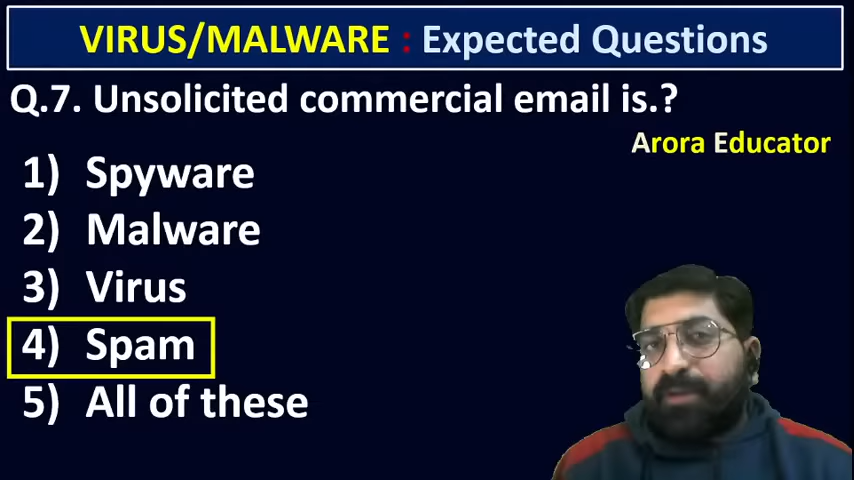 VIRUS/MALWARE : Expected Questions
Q.7. Unsolicited commercial email is.?
Arora Educator
1) Spyware
2) Malware
3) Virus
4) Spam
5) All of these